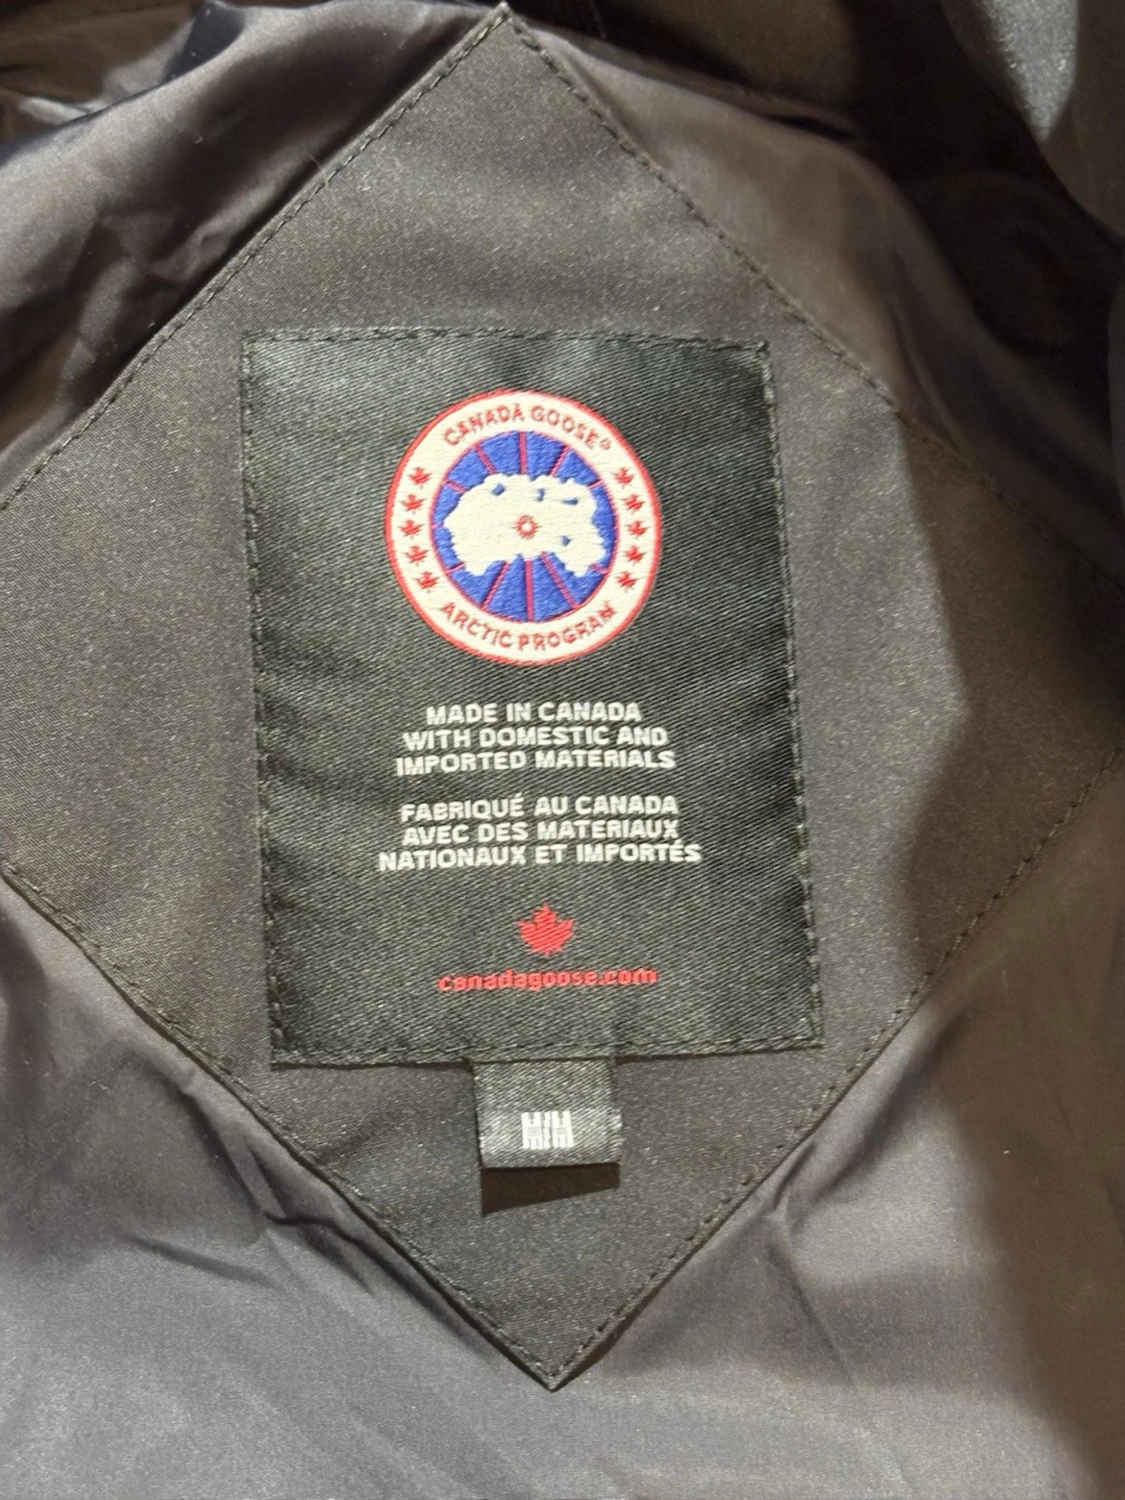 CANADA GOOSE®
ARCTIC PROGRAM
MADE IN CANADA
WITH DOMESTIC AND
IMPORTED MATERIALS
FABRIQUÉ AU CANADA
AVEC DES MATERIAUX
NATIONAUX ET IMPORTÉS
canadagoose.com
M/M